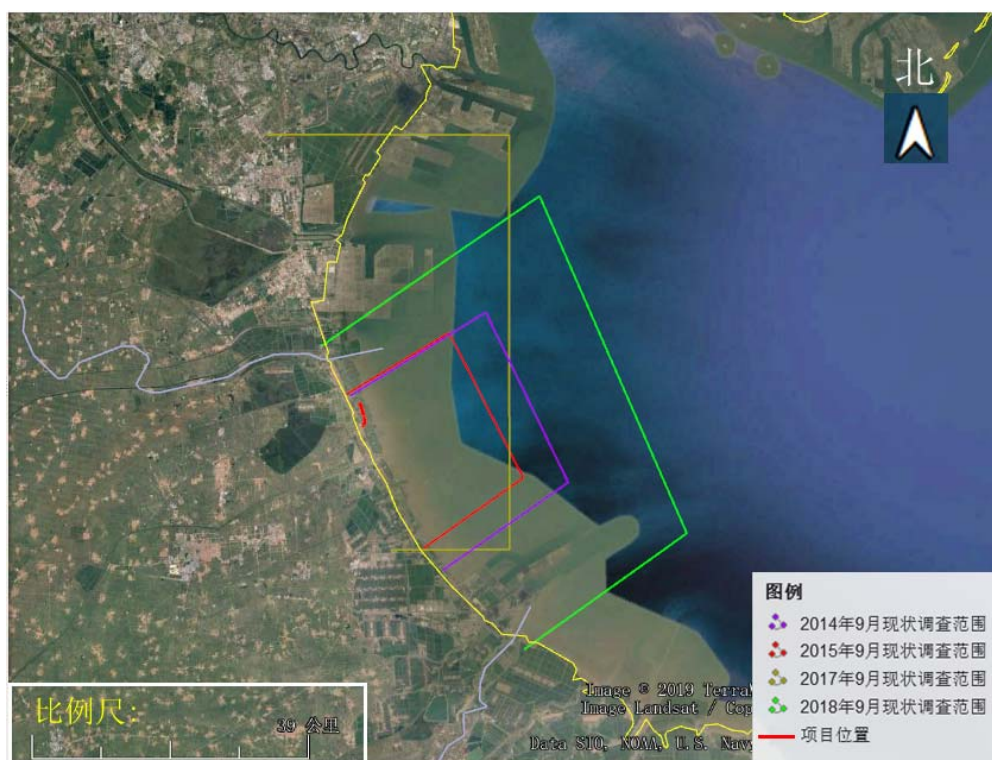 北
图例
2014年9月现状调查范围
2015年9月现状调查范围
2017年9月现状调查范围
2018年9月现状调查范围
项目位置
比例尺:
39 公里
Image © 2019 Terra
Image Landsat / Cop
Data SIO, NOAA, U.S. Navy